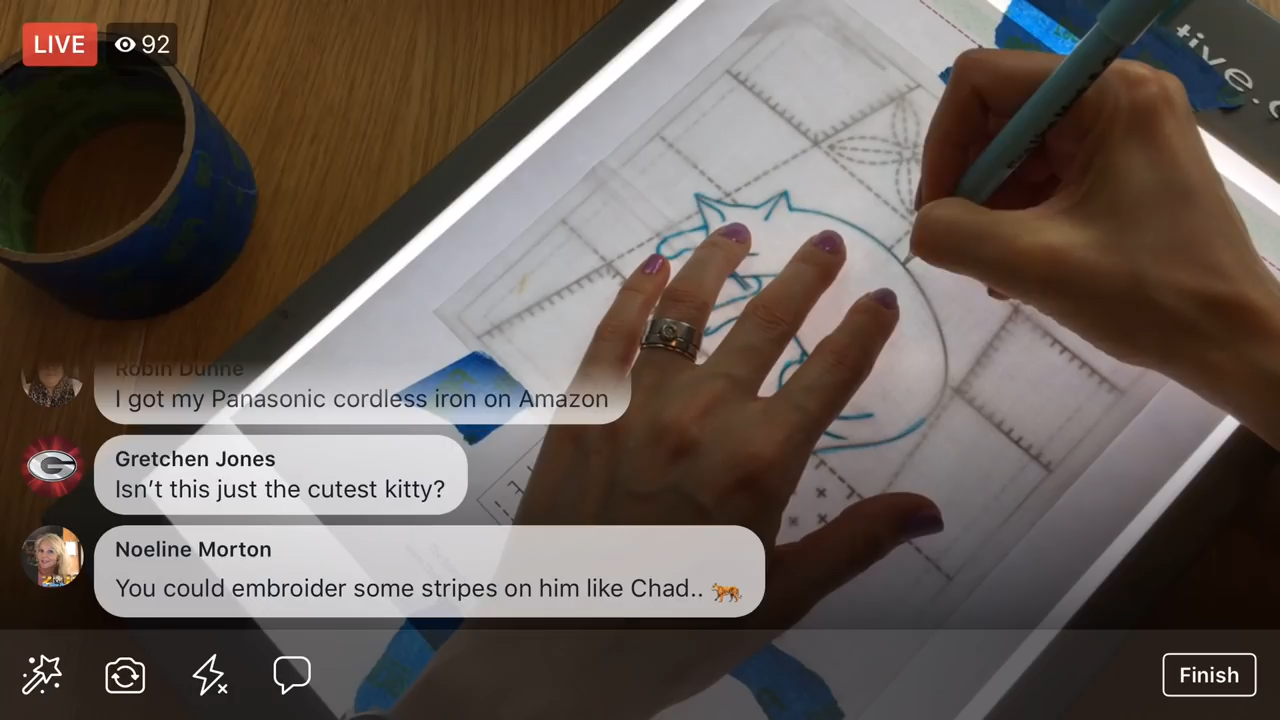 LIVE
92
tive.c
Robin Dunne
I got my Panasonic cordless iron on Amazon
Gretchen Jones
Isn’t this just the cutest kitty?
Noeline Morton
You could embroider some stripes on him like Chad.. 🐅
Finish